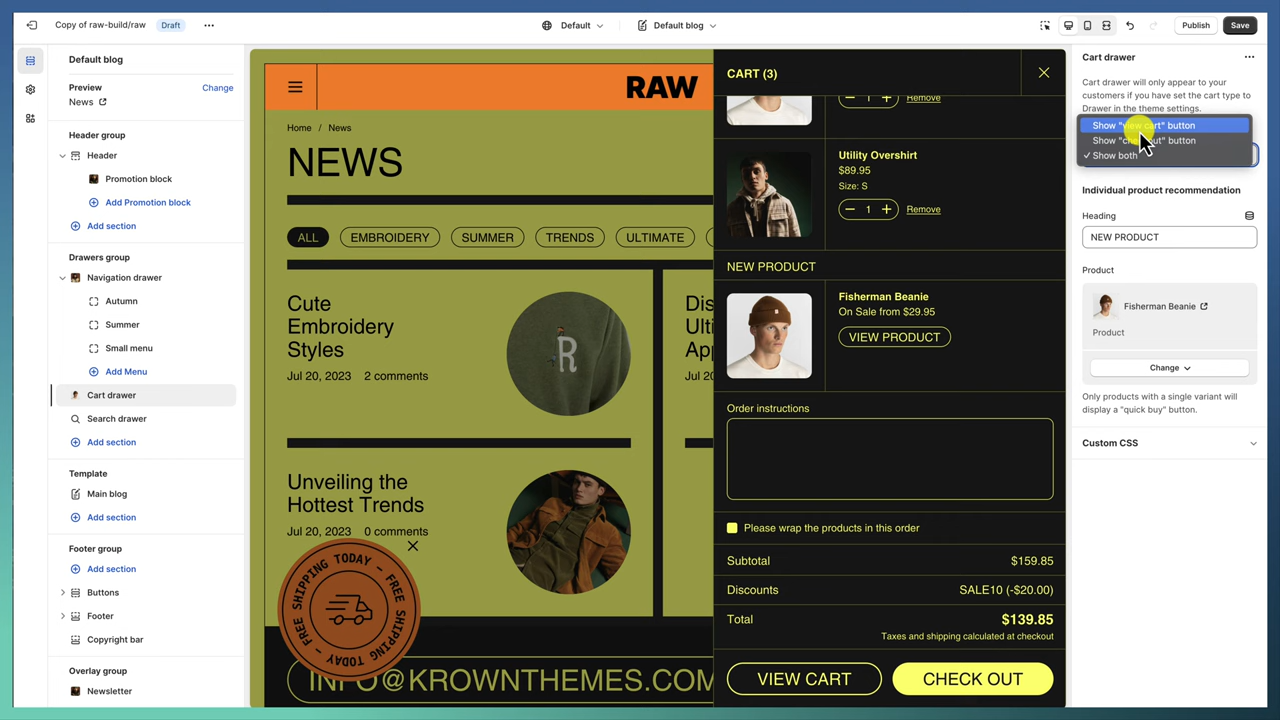 Copy of raw-build/raw
Draft
Default
Default blog
Publish
Save
Default blog
Preview
Change
News
Header group
Header
Promotion block
Add Promotion block
Add section
Drawers group
Navigation drawer
Autumn
Summer
Small menu
Add Menu
Cart drawer
Search drawer
Add section
Template
Main blog
Add section
Footer group
Add section
Buttons
Footer
Copyright bar
Overlay group
Newsletter
RAW
Home / News
NEWS
ALL
EMBROIDERY
SUMMER
TRENDS
ULTIMATE
Cute
Embroidery
Styles
Jul 20, 2023 2 comments
R
Unveiling the
Hottest Trends
Jul 20, 2023 0 comments
FREE SHIPPING TODAY – FREE SHIPPING TODAY –
INFO@KROWNTHEMES.COM
CART (3)
1
Remove
Utility Overshirt
$89.95
Size: S
1
Remove
NEW PRODUCT
Fisherman Beanie
On Sale from $29.95
VIEW PRODUCT
Order instructions
Please wrap the products in this order
Subtotal
$159.85
Discounts
SALE10 (-$20.00)
Total
$139.85
Taxes and shipping calculated at checkout
VIEW CART
CHECK OUT
Cart drawer
Cart drawer will only appear to your
customers if you have set the cart type to
Drawer in the theme settings.
Show "view cart" button
Show "check out" button
Show both
Individual product recommendation
Heading
NEW PRODUCT
Product
Fisherman Beanie
Product
Change
Only products with a single variant will
display a "quick buy" button.
Custom CSS